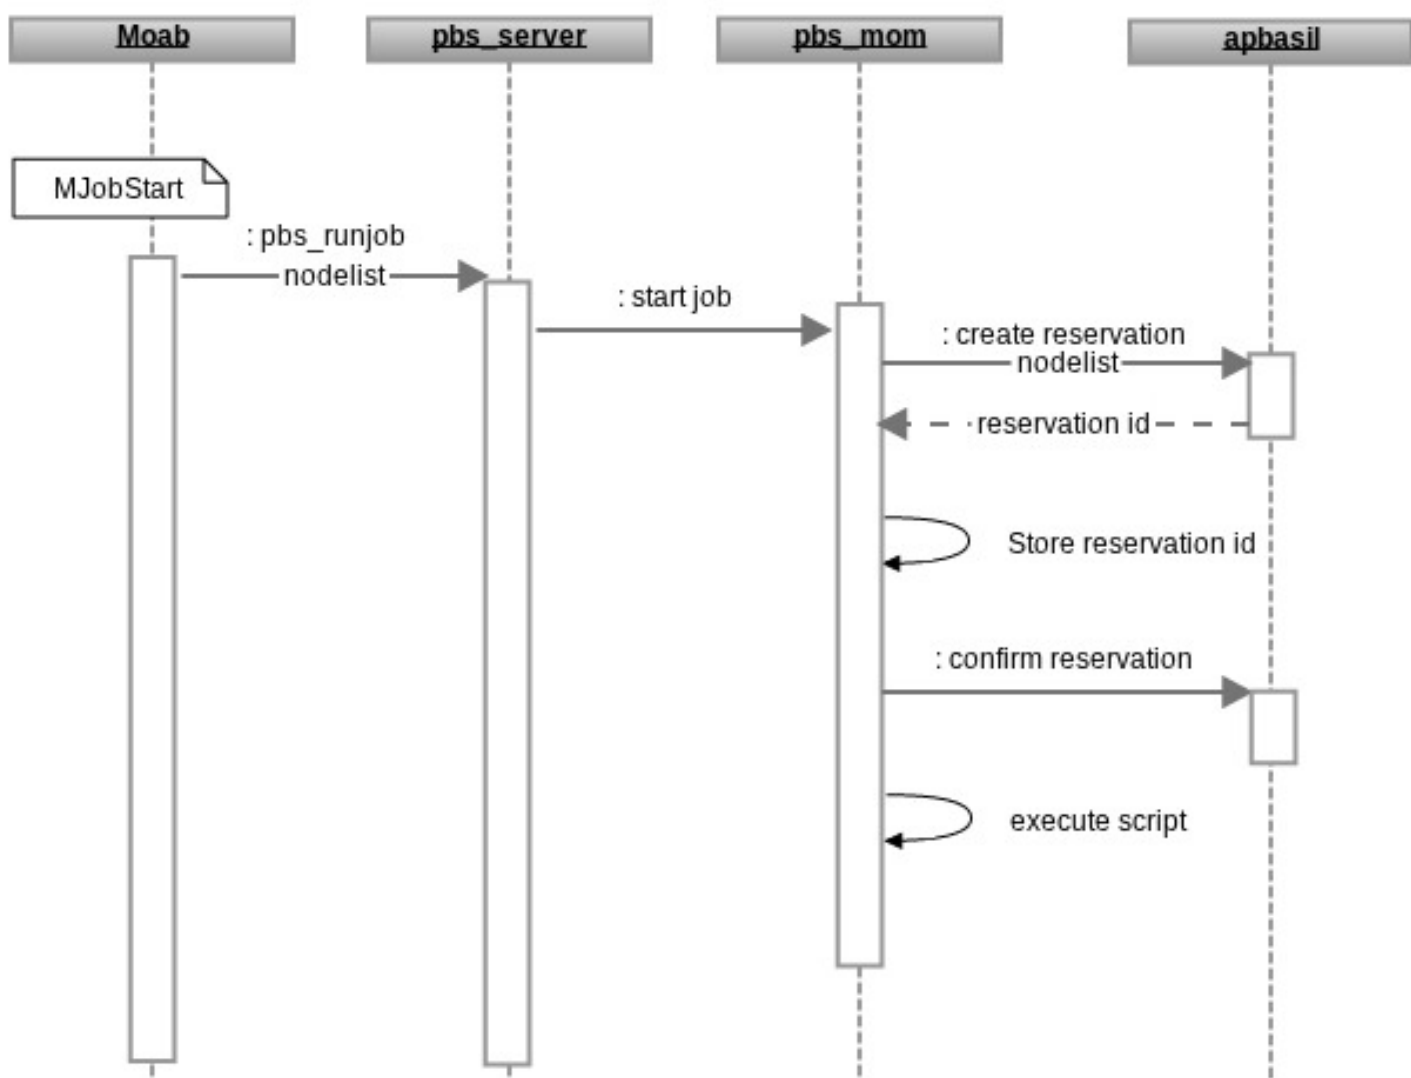 Moab
pbs_server
pbs_mom
apbasil
MJobStart
: pbs_runjob
nodelist
: start job
: create reservation
nodelist
reservation id
Store reservation id
: confirm reservation
execute script